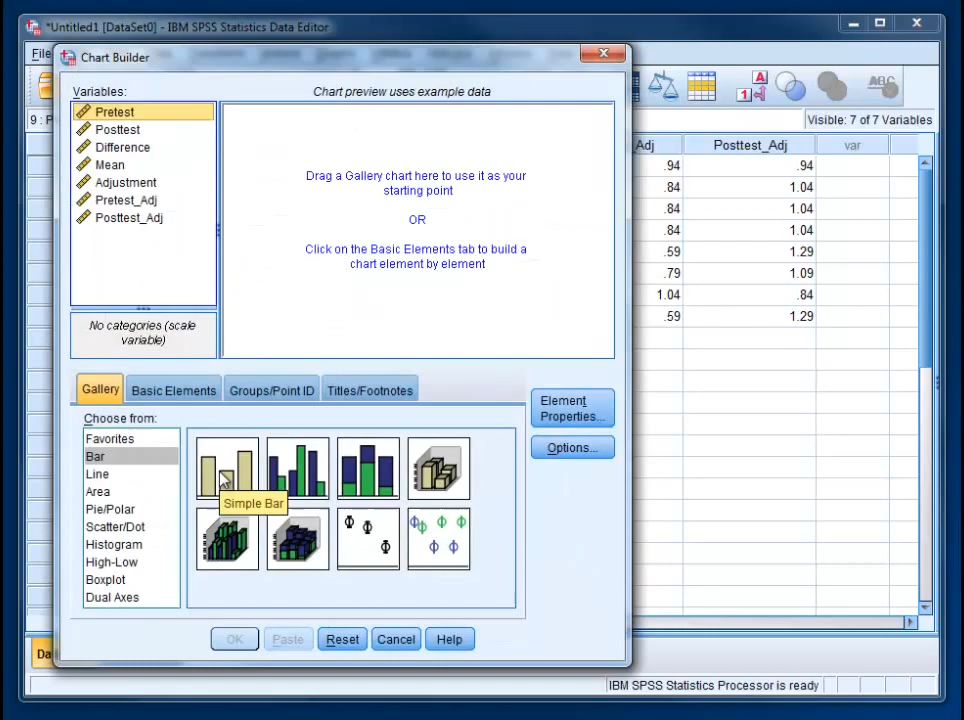 *Untitled1 [DataSet0] - IBM SPSS Statistics Data Editor
File
Chart Builder
Variables:
Chart preview uses example data
Pretest
Posttest
Difference
Mean
Adjustment
Pretest_Adj
Posttest_Adj
No categories (scale
variable)
Drag a Gallery chart here to use it as your
starting point
OR
Click on the Basic Elements tab to build a
chart element by element
Gallery
Basic Elements
Groups/Point ID
Titles/Footnotes
Choose from:
Favorites
Bar
Line
Area
Pie/Polar
Scatter/Dot
Histogram
High-Low
Boxplot
Dual Axes
Simple Bar
Element
Properties...
Options...
OK
Paste
Reset
Cancel
Help
1
A
ABC
9 : P
Visible: 7 of 7 Variables
Adj
Posttest_Adj
var
.94 .94
.84 1.04
.84 1.04
.84 1.04
.59 1.29
.79 1.09
1.04 .84
.59 1.29
Da
IBM SPSS Statistics Processor is ready